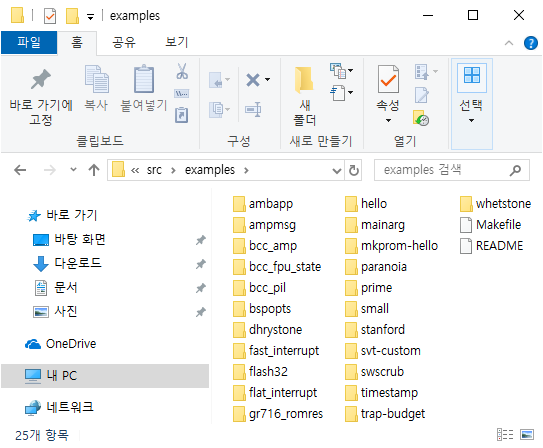 examples
파일
홈
공유
보기
바로 가기에
고정
복사
붙여넣기
클립보드
구성
새
폴더
새로 만들기
속성
열기
선택
src
examples
examples 검색
바로 가기
바탕 화면
다운로드
문서
사진
OneDrive
내 PC
네트워크
ambapp
ampmsg
bcc_amp
bcc_fpu_state
bcc_pil
bspopts
dhrystone
fast_interrupt
flash32
flat_interrupt
gr716_romres
hello
mainarg
mkprom-hello
paranoia
prime
small
stanford
svt-custom
swscrub
timestamp
trap-budget
whetstone
Makefile
README
25개 항목